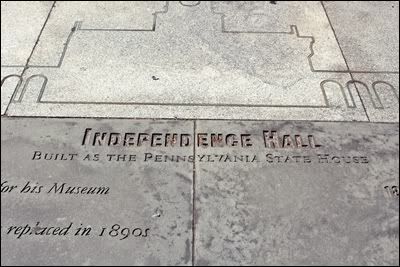 INDEPENDENCE HALL
BUILT AS THE PENNSYLVANIA STATE HOUSE
for his Museum
replaced in 1890s